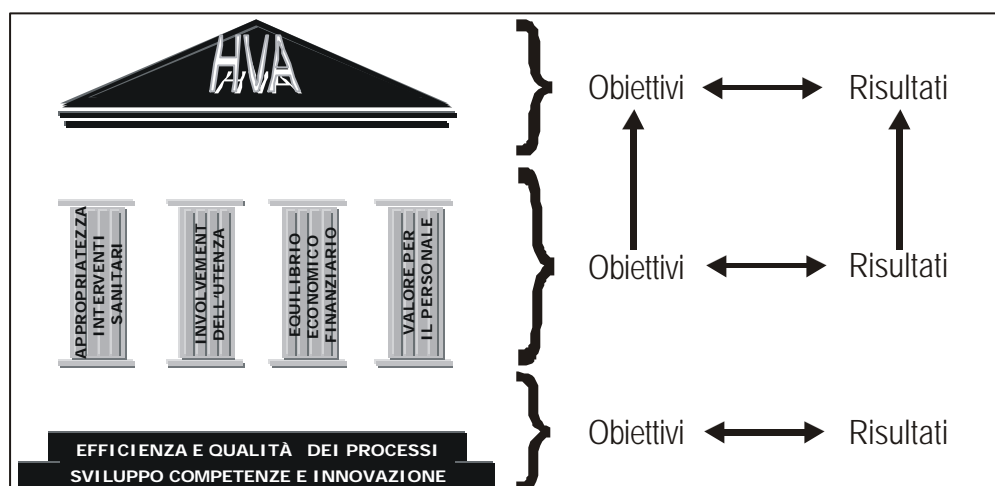 HVA
Obiettivi Risultati
APPROPRIATEZZA
INTERVENTI
SANITARI
INVOLVMENT
DELL'UTENZA
EQUILIBRIO
ECONOMICO
FINANZIARIO
VALORE PER
IL PERSONALE
Obiettivi Risultati
EFFICIENZA E QUALITÀ DEI PROCESSI
SVILUPPO COMPETENZE E INNOVAZIONE
Obiettivi Risultati